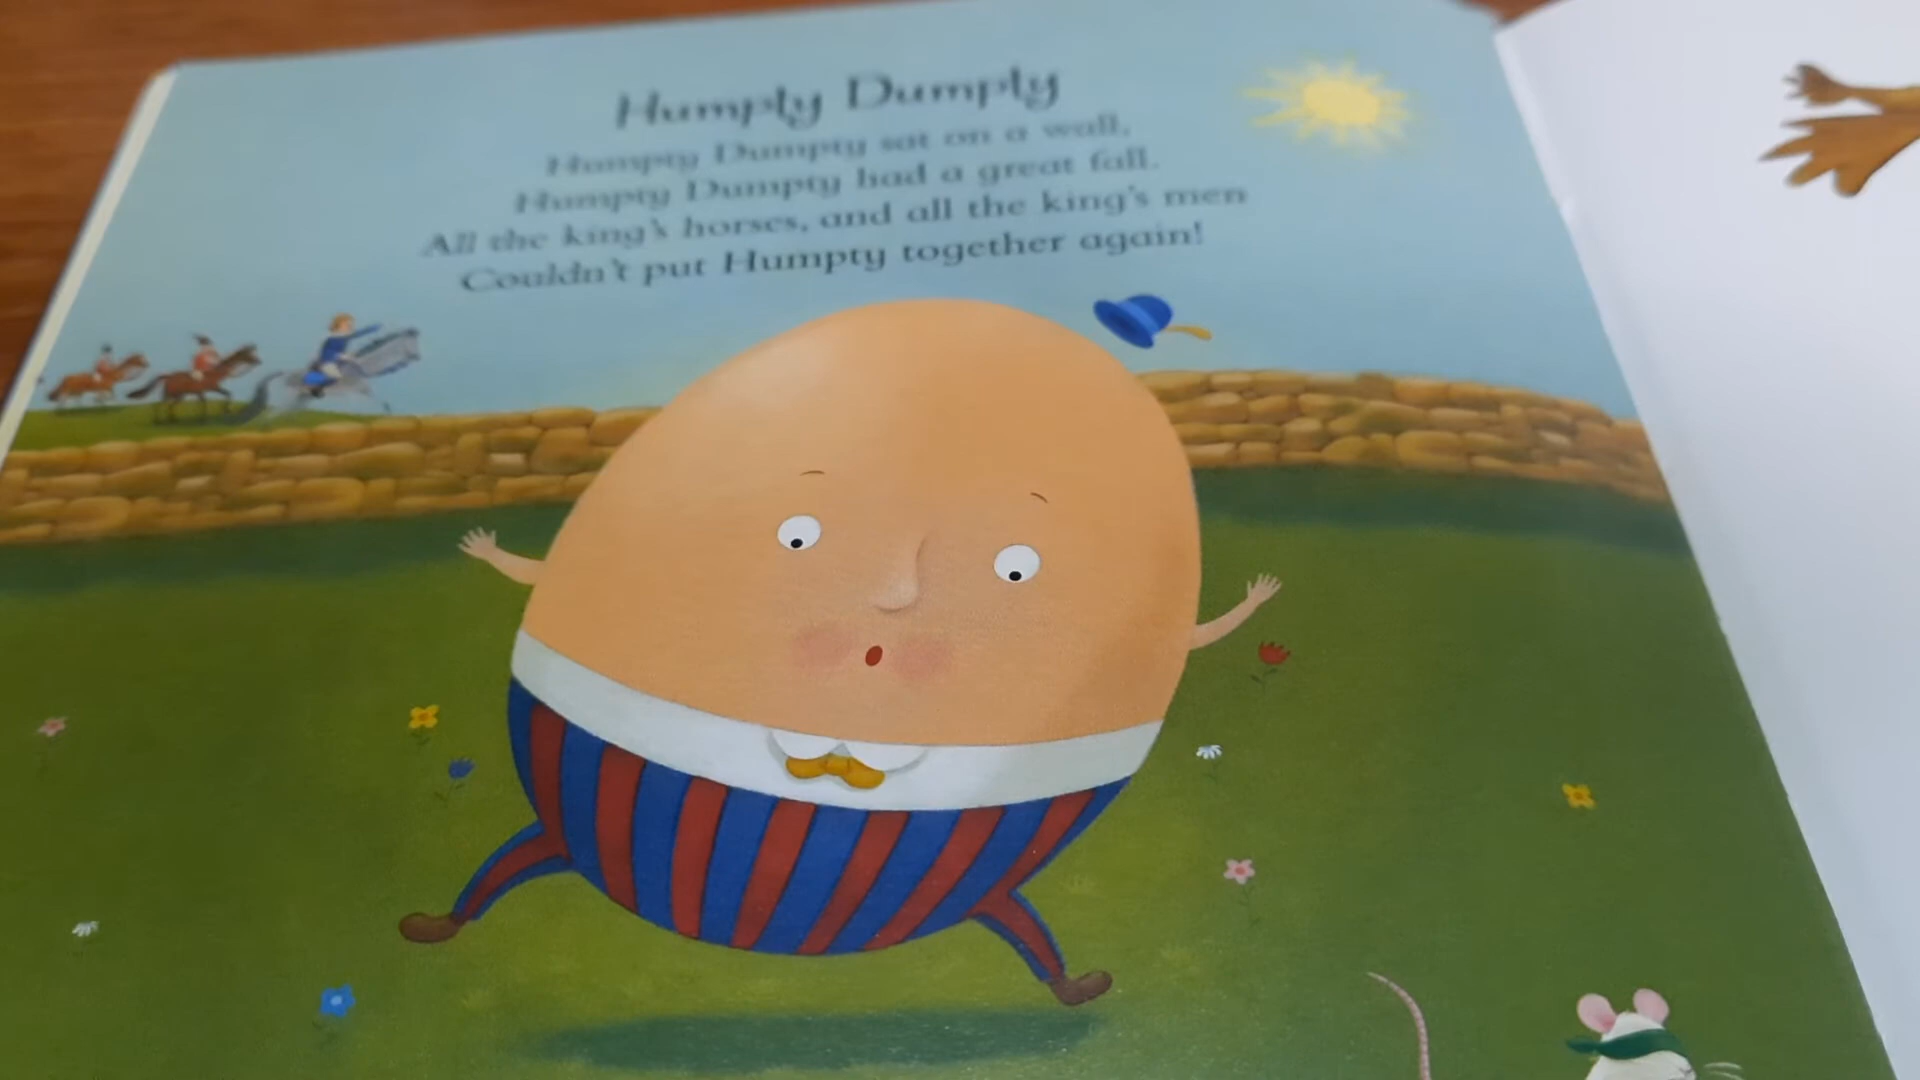 Humpty Dumpty
Humpty Dumpty sat on a wall,
Humpty Dumpty had a great fall.
All the king's horses, and all the king's men
Couldn't put Humpty together again!